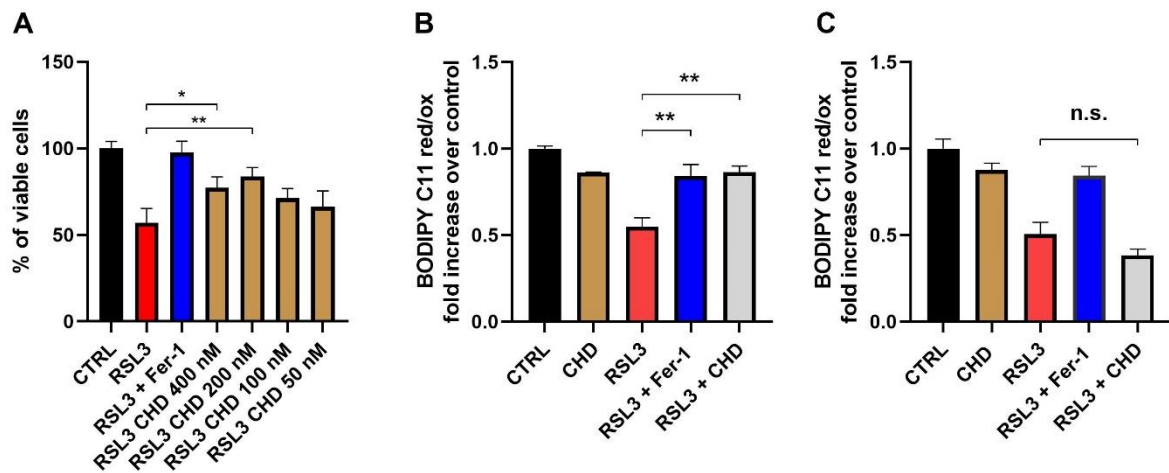 A
% of viable cells
150
100
50
0
*
**
CTRL
RSL3
RSL3 + Fer-1
RSL3 CHD 400 nM
RSL3 CHD 200 nM
RSL3 CHD 100 nM
RSL3 CHD 50 nM
B
BODIPY C11 red/ox
fold increase over control
1.5
1.0
0.5
0.0
**
**
CTRL
CHD
RSL3
RSL3 + Fer-1
RSL3 + CHD
C
BODIPY C11 red/ox
fold increase over control
1.5
1.0
0.5
0.0
n.s.
CTRL
CHD
RSL3
RSL3 + Fer-1
RSL3 + CHD